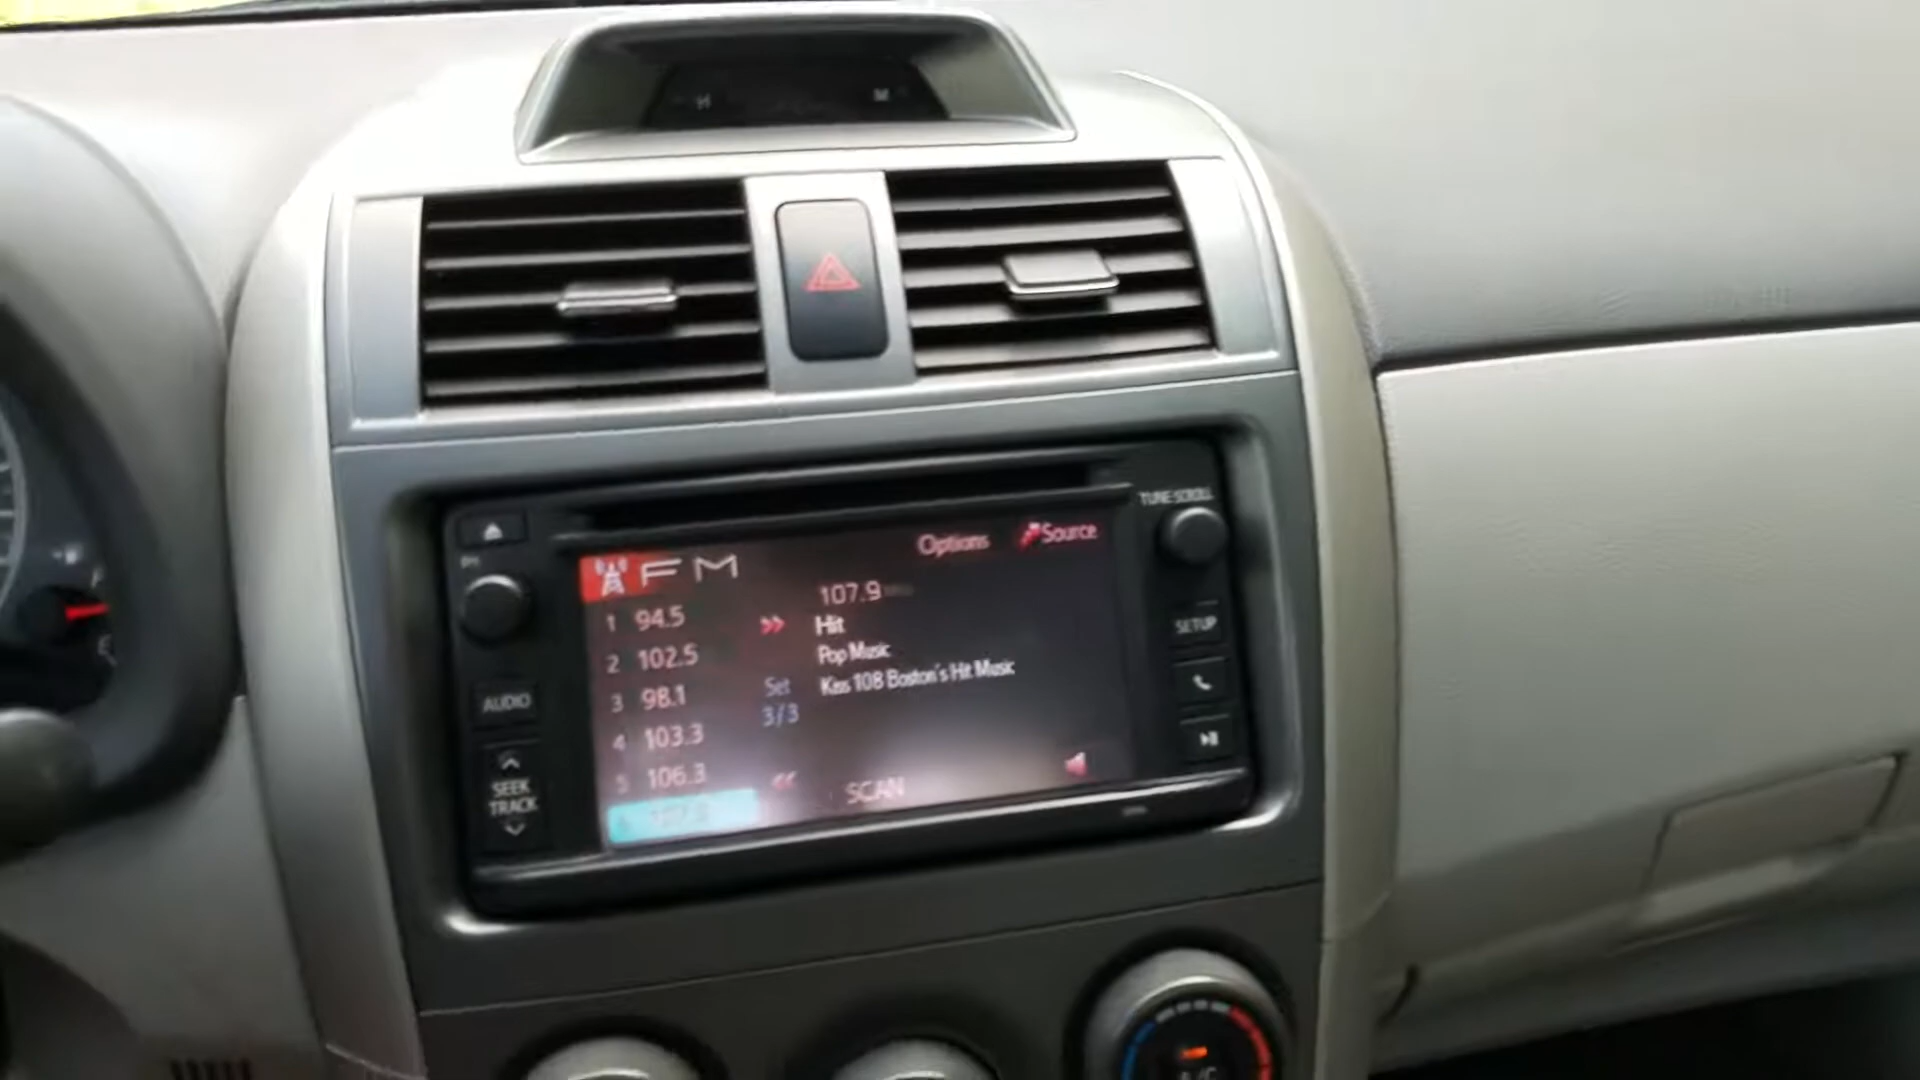 H M
TUNE·SCROLL
Options Source
FM
107.9
1 94.5
Hit
2 102.5
Pop Music
3 98.1
Set
Kiss 108 Boston's Hit Music
3/3
4 103.3
5 106.3
SCAN
SETUP
AUDIO
SEEK
TRACK
E
A/C